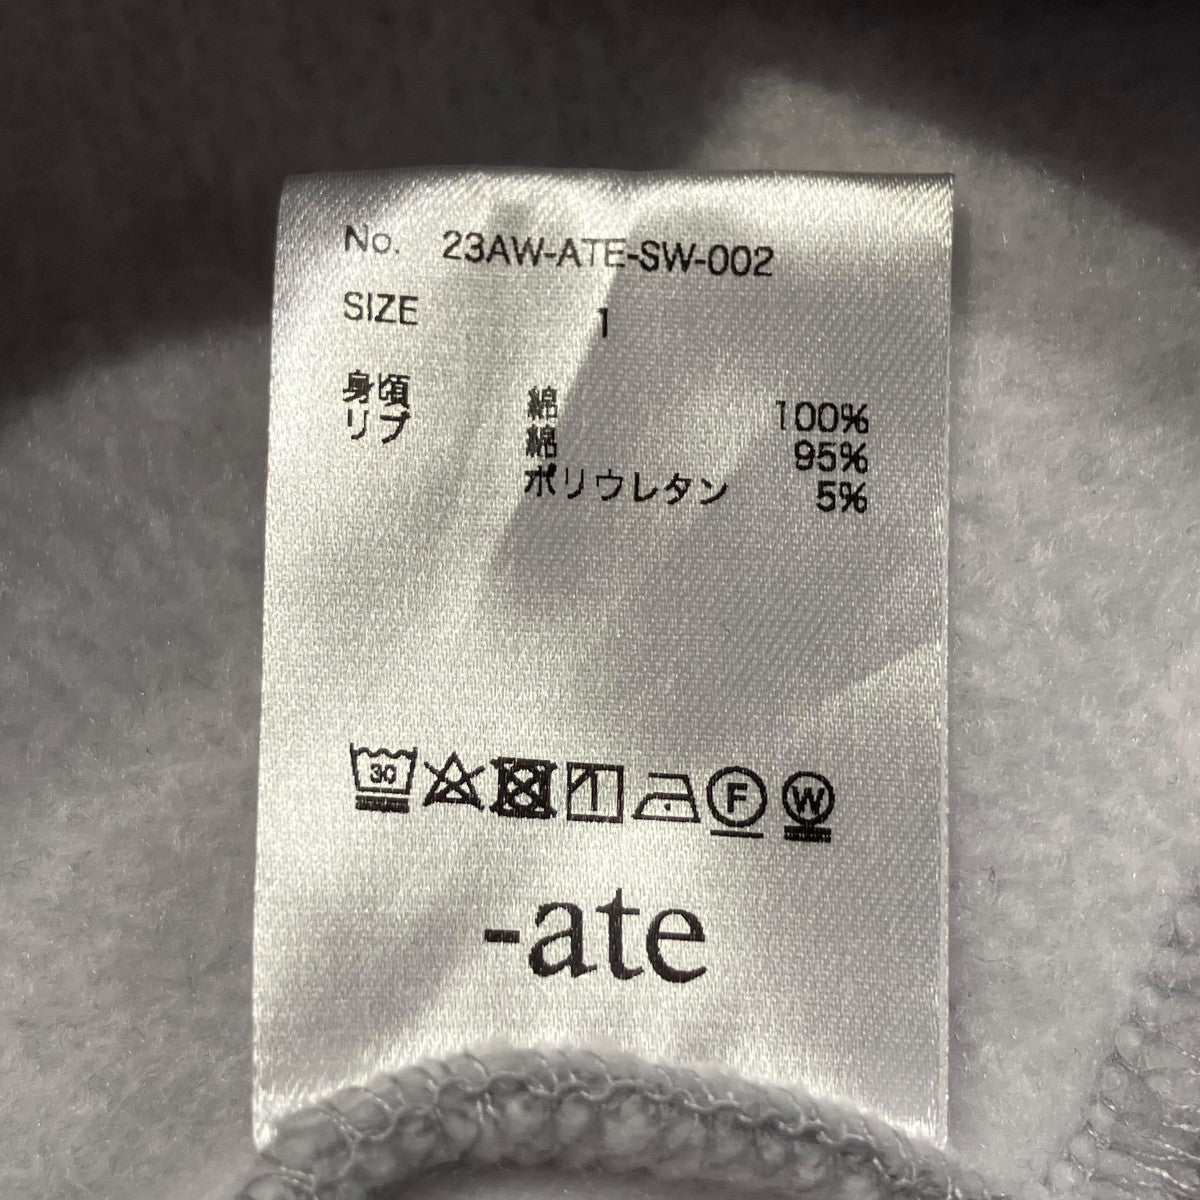 No. 23AW-ATE-SW-002
SIZE 1
身頃 綿 100%
リブ 綿 95%
ポリウレタン 5%
30 F W
-ate